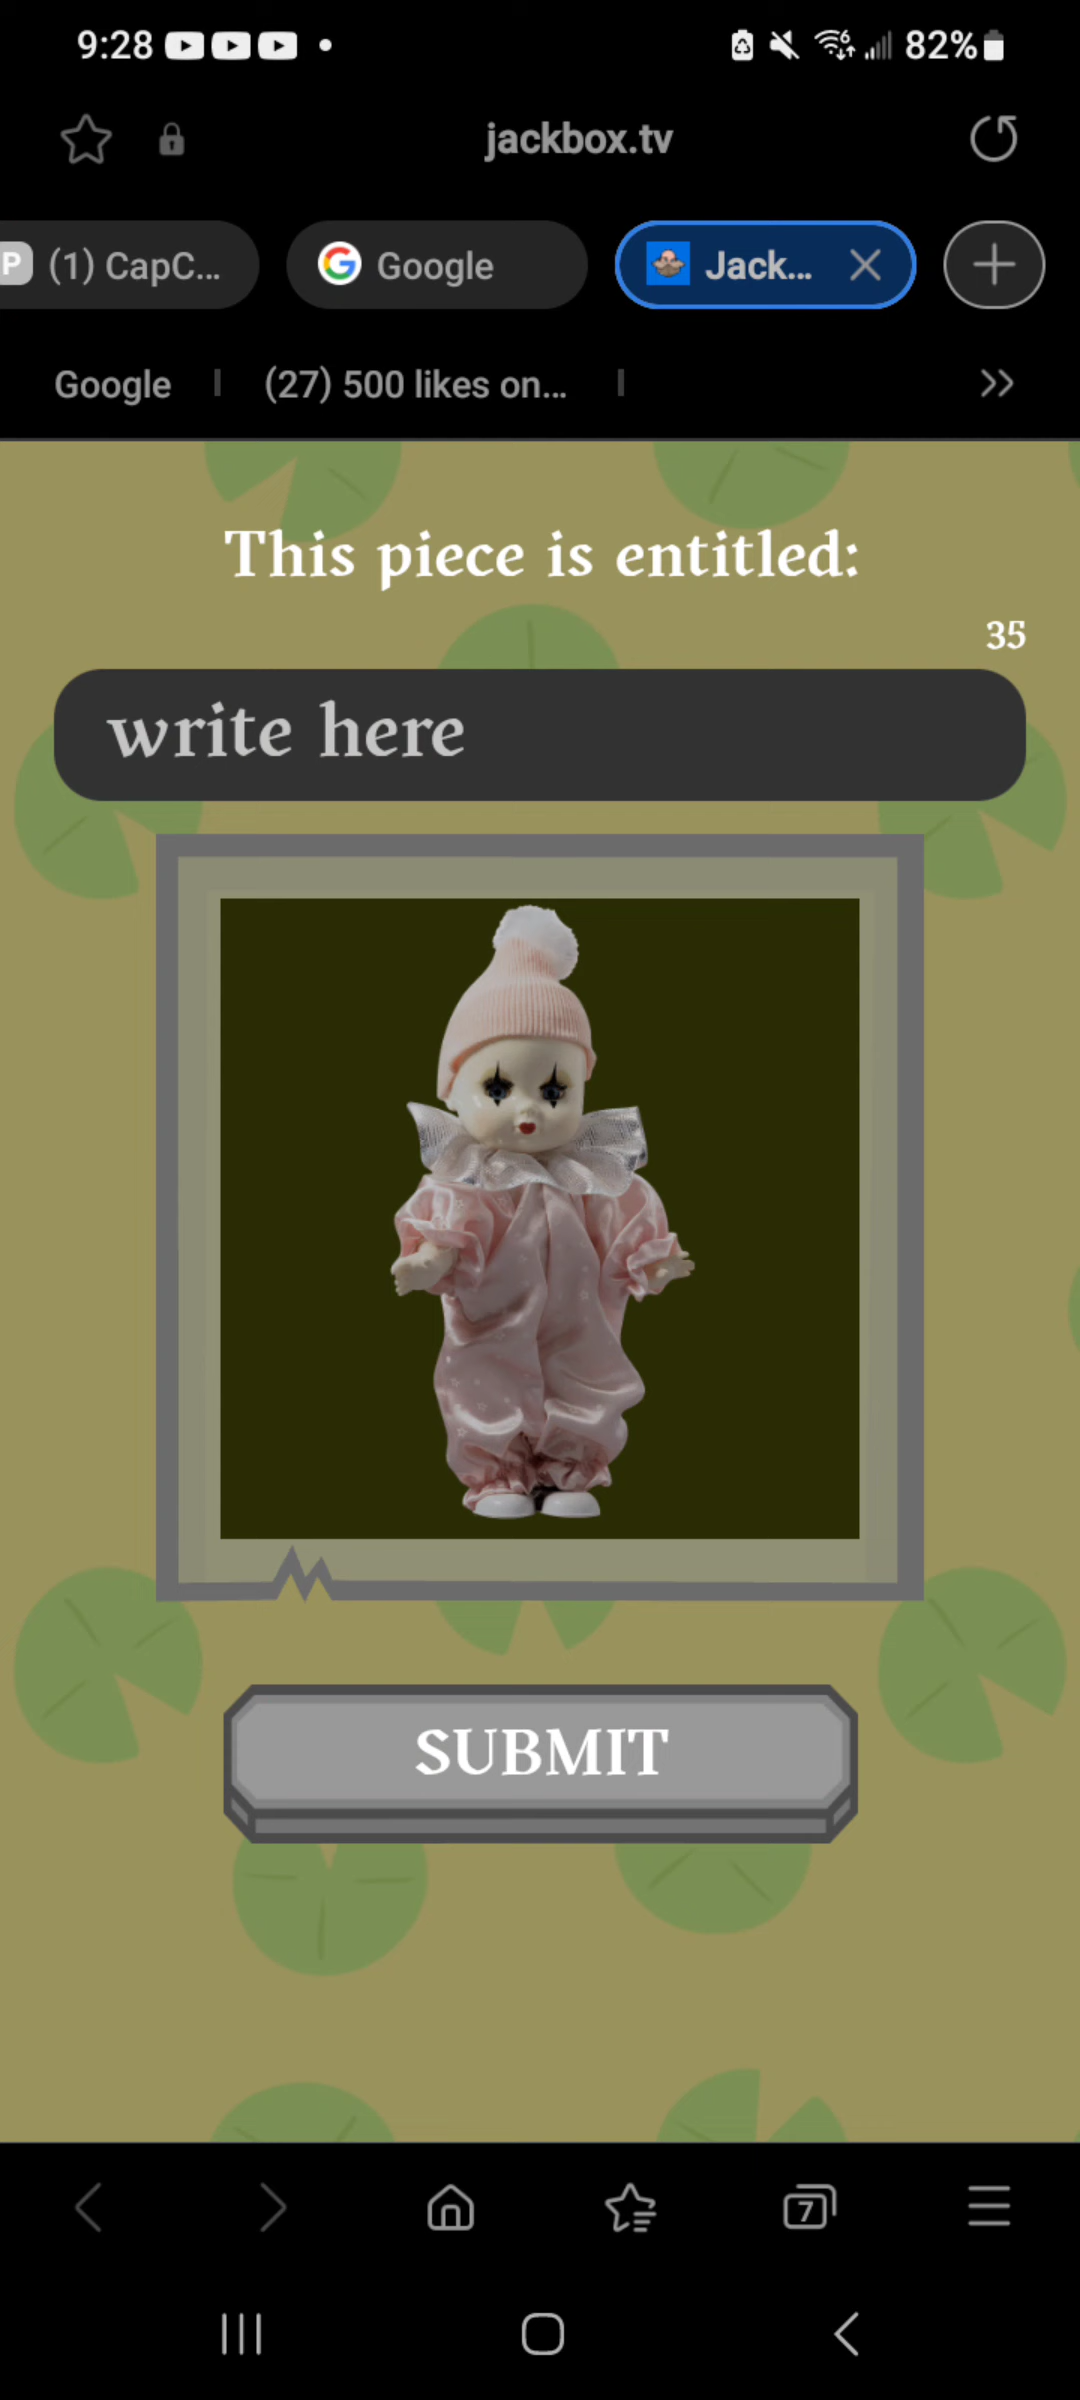 9:28 82%
jackbox.tv
P (1) CapC... Google Jack...
Google (27) 500 likes on...
This piece is entitled:
35
write here
SUBMIT
7